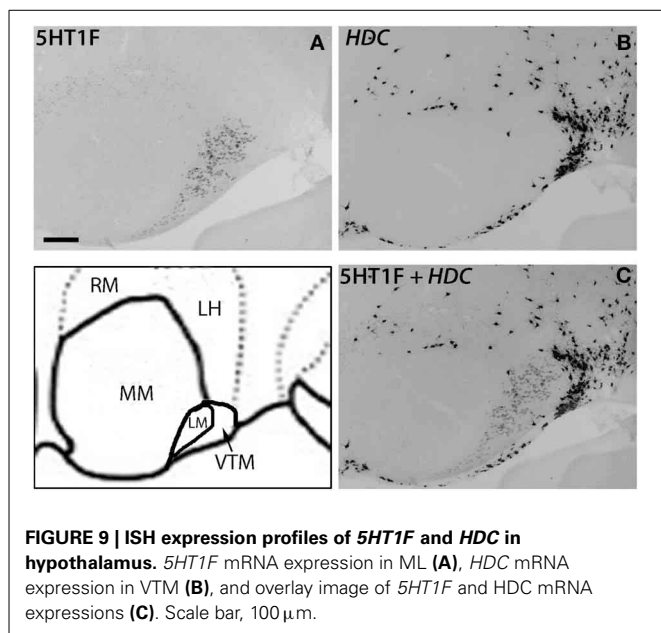 5HT1F A
HDC B
RM
LH
MM
LM
VTM
5HT1F + HDC C
FIGURE 9 | ISH expression profiles of 5HT1F and HDC in
hypothalamus. 5HT1F mRNA expression in ML (A), HDC mRNA
expression in VTM (B), and overlay image of 5HT1F and HDC mRNA
expressions (C). Scale bar, 100 μm.